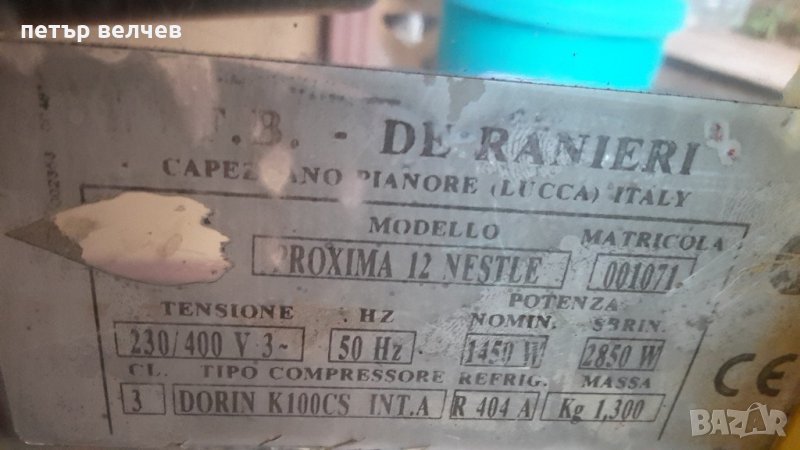 петър велчев
F.B. - DE RANIERI
PIANORE (LUCCA) ITALY
MODELLO MATRICOLA
PROXIMA 12 NESTLE 001071
POTENZA
TENSIONE HZ NOMIN. SBRIN.
230/400 V 3~ 50 Hz 1450 W 2850 W
CL. TIPO COMPRESSORE REFRIG. MASSA
3 DORIN K100CS INT.A R 404 A Kg 1,300
CE
BAZAR